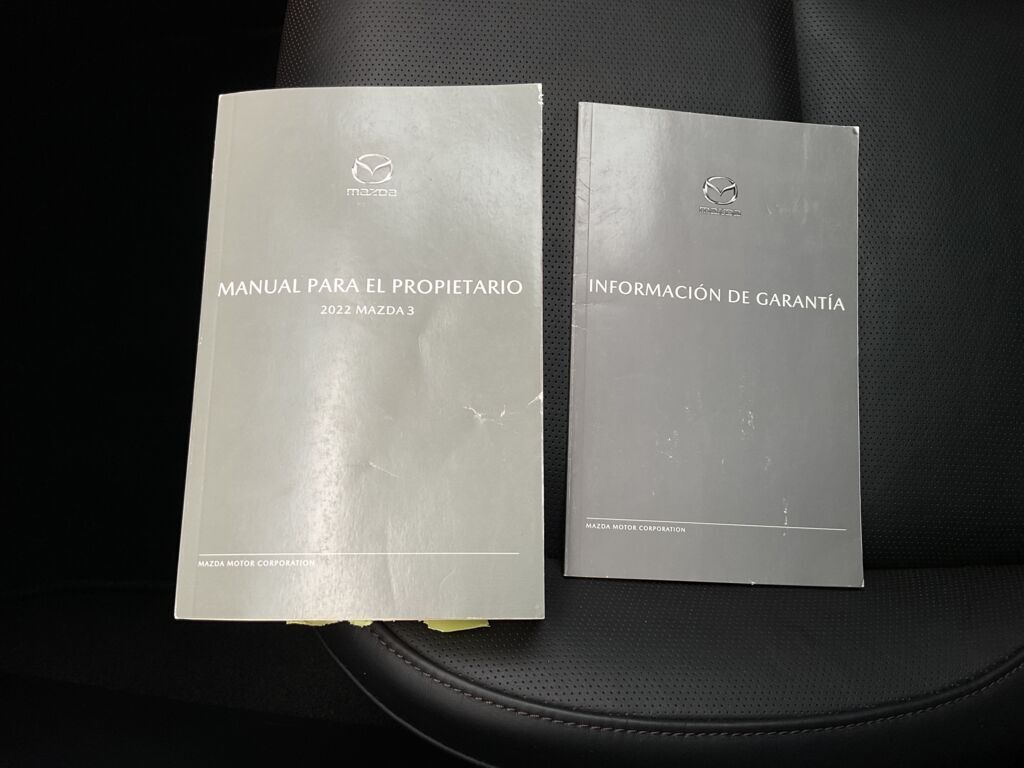 mazda
MANUAL PARA EL PROPIETARIO
2022 MAZDA 3
MAZDA MOTOR CORPORATION
mazda
INFORMACIÓN DE GARANTÍA
MAZDA MOTOR CORPORATION